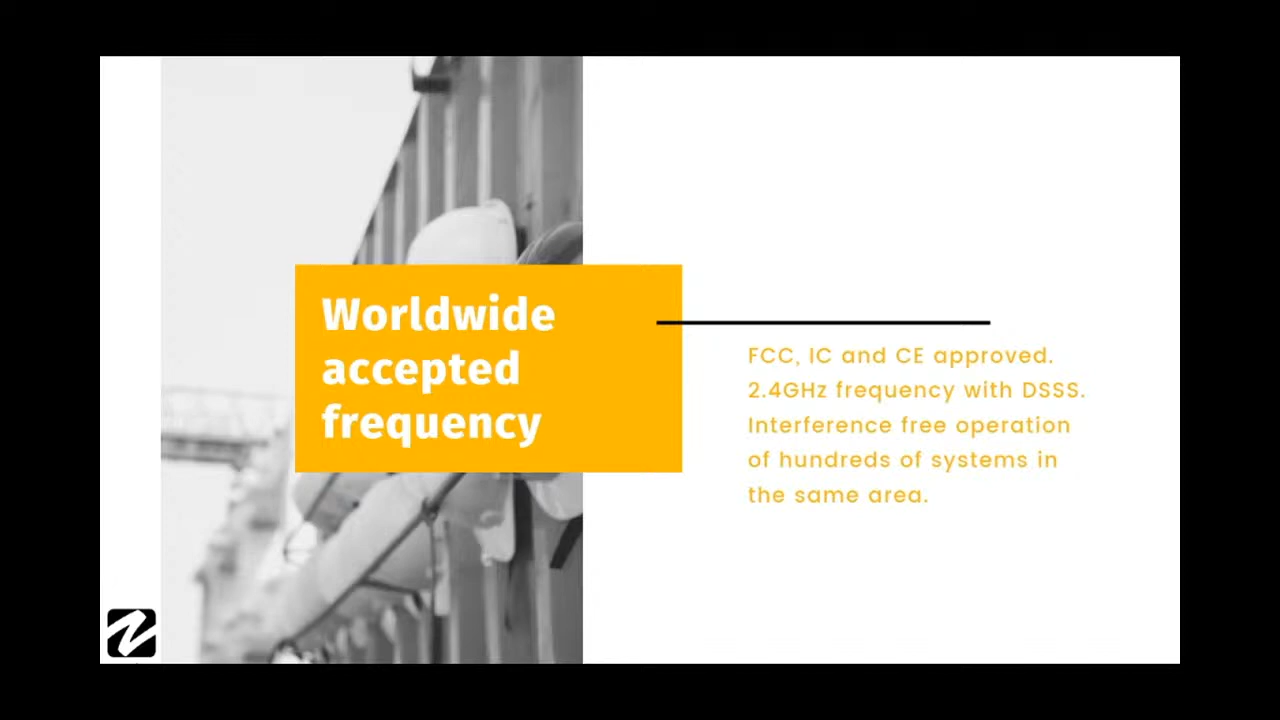 Worldwide
accepted
frequency
FCC, IC and CE approved.
2.4GHz frequency with DSSS.
Interference free operation
of hundreds of systems in
the same area.